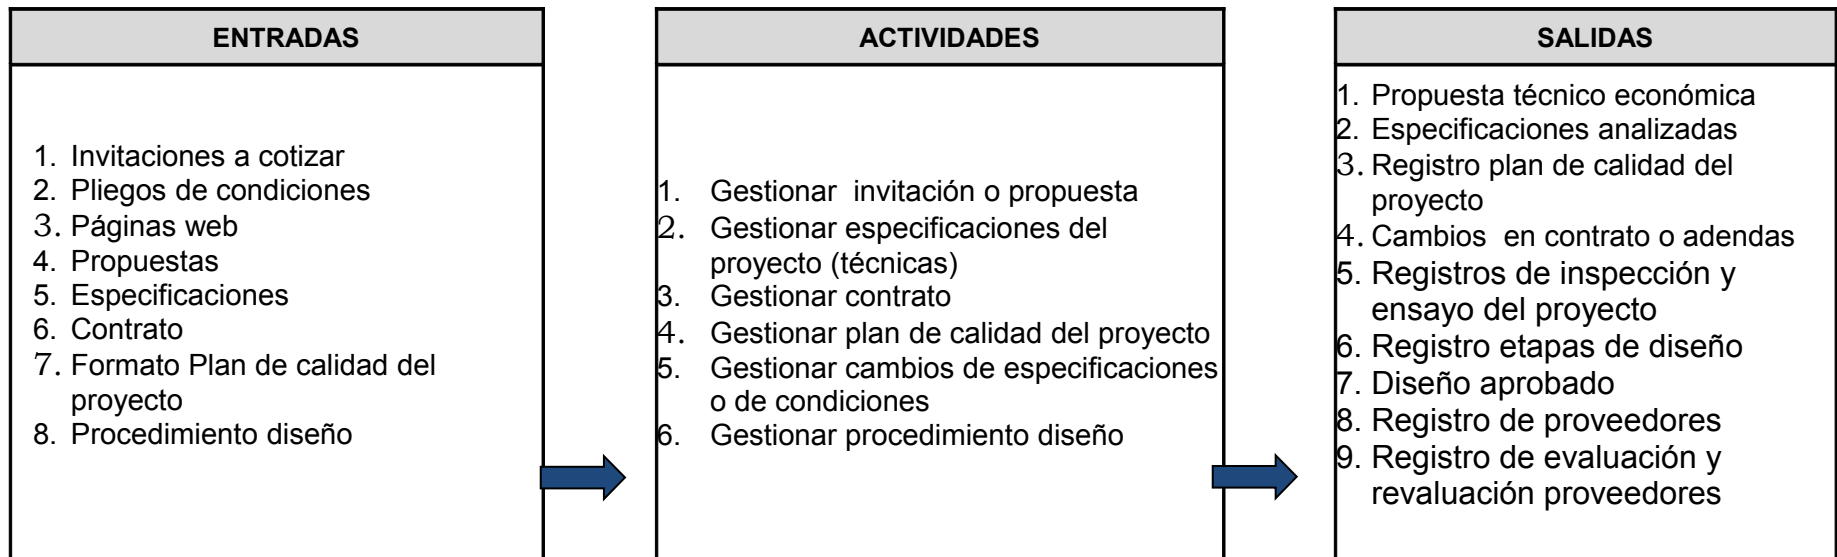 ENTRADAS
1. Invitaciones a cotizar
2. Pliegos de condiciones
3. Páginas web
4. Propuestas
5. Especificaciones
6. Contrato
7. Formato Plan de calidad del
proyecto
8. Procedimiento diseño
ACTIVIDADES
1. Gestionar invitación o propuesta
2. Gestionar especificaciones del
proyecto (técnicas)
3. Gestionar contrato
4. Gestionar plan de calidad del proyecto
5. Gestionar cambios de especificaciones
o de condiciones
6. Gestionar procedimiento diseño
SALIDAS
1. Propuesta técnico económica
2. Especificaciones analizadas
3. Registro plan de calidad del
proyecto
4. Cambios en contrato o adendas
5. Registros de inspección y
ensayo del proyecto
6. Registro etapas de diseño
7. Diseño aprobado
8. Registro de proveedores
9. Registro de evaluación y
revaluación proveedores